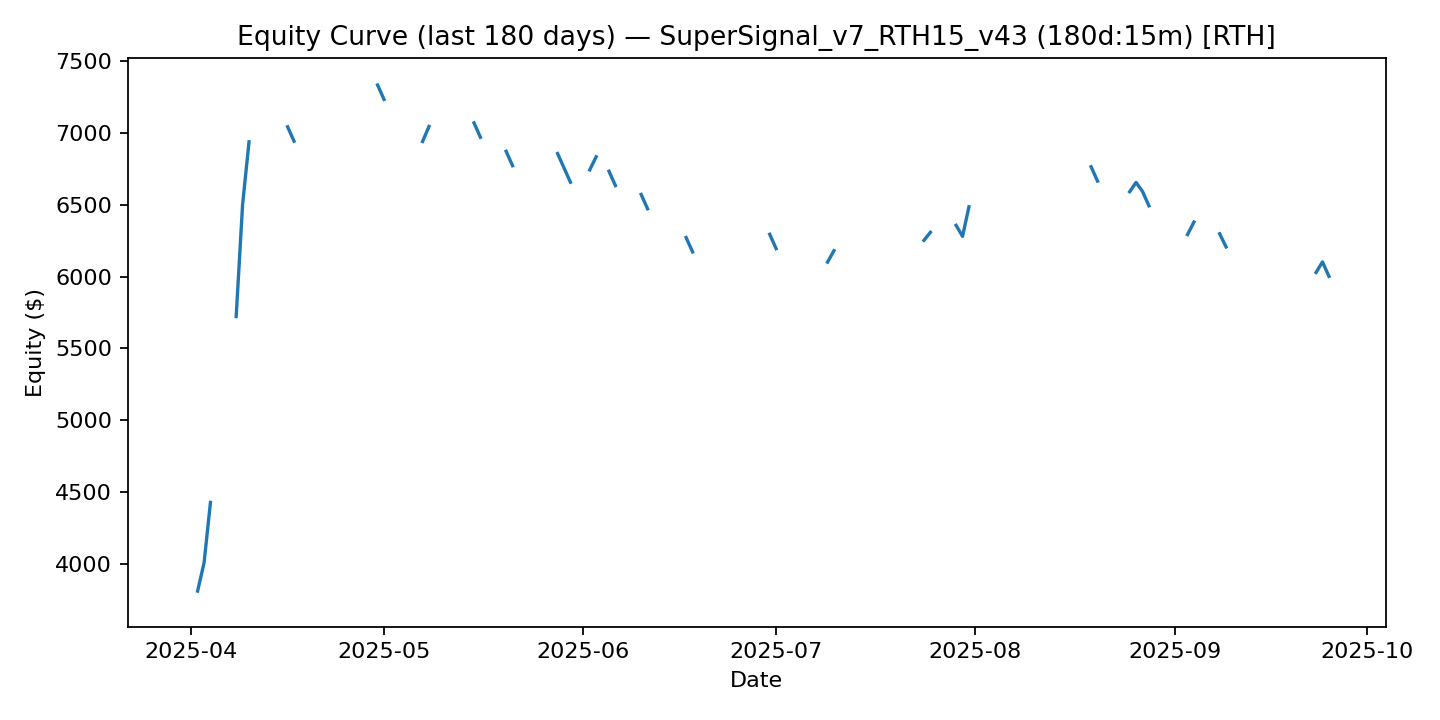 Equity Curve (last 180 days) — SuperSignal_v7_RTH15_v43 (180d:15m) [RTH]
7500
7000
6500
6000
5500
5000
4500
4000
Equity ($)
2025-04 2025-05 2025-06 2025-07 2025-08 2025-09 2025-10
Date